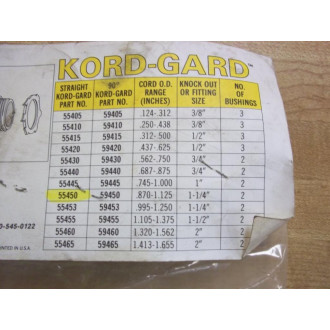 KORD-GARD™
STRAIGHT KORD-GARD PART NO. 90° KORD-GARD PART NO. CORD O.D. RANGE (INCHES) KNOCK OUT OR FITTING SIZE NO. OF BUSHINGS
55405 59405 .124-.312 3/8" 3
55410 59410 .250-.438 3/8" 3
55415 59415 .312-.500 1/2" 3
55420 59420 .437-.625 1/2" 3
55430 59430 .562-.750 3/4" 2
55440 59440 .687-.875 3/4" 2
55445 59445 .745-1.000 1" 2
55450 59450 .870-1.125 1-1/4" 2
55453 59453 .995-1.250 1-1/4" 2
55455 59455 1.105-1.375 1-1/2" 2
55460 59460 1.320-1.562 2" 2
55465 59465 1.413-1.655 2" 2
0-545-0122
PRINTED IN U.S.A.